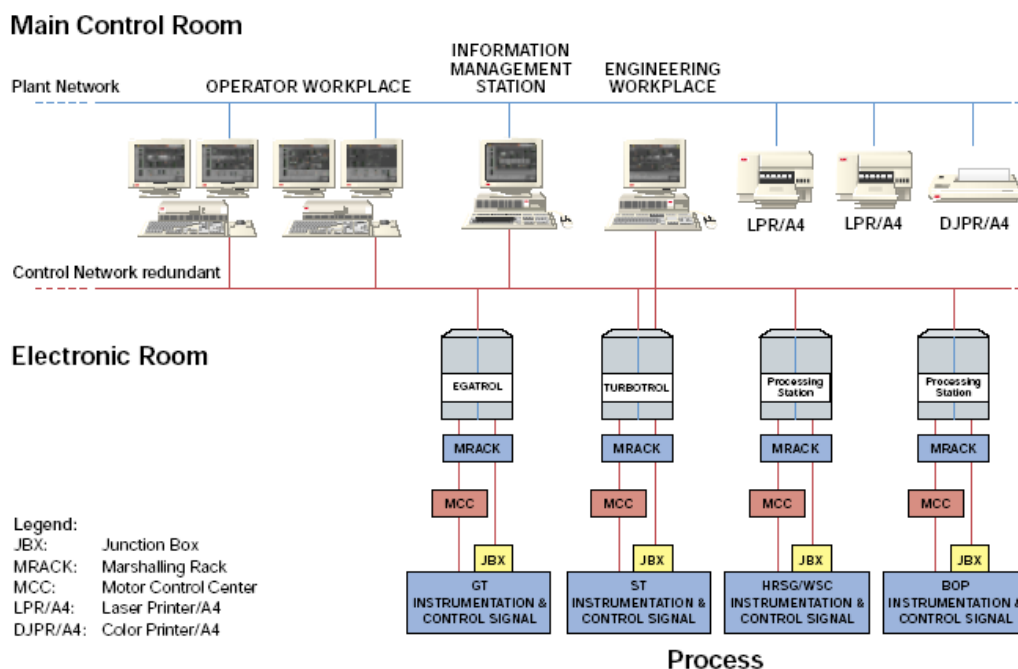 Main Control Room
Plant Network
OPERATOR WORKPLACE
INFORMATION
MANAGEMENT
STATION
ENGINEERING
WORKPLACE
LPR/A4
LPR/A4
DJPR/A4
Control Network redundant
Electronic Room
EGATROL
TURBOTROL
Processing
Station
Processing
Station
MRACK
MRACK
MRACK
MRACK
MCC
MCC
MCC
MCC
JBX
JBX
JBX
JBX
GT
INSTRUMENTATION &
CONTROL SIGNAL
ST
INSTRUMENTATION &
CONTROL SIGNAL
HRSG/WSC
INSTRUMENTATION &
CONTROL SIGNAL
BOP
INSTRUMENTATION &
CONTROL SIGNAL
Legend:
JBX: Junction Box
MRACK: Marshalling Rack
MCC: Motor Control Center
LPR/A4: Laser Printer/A4
DJPR/A4: Color Printer/A4
Process